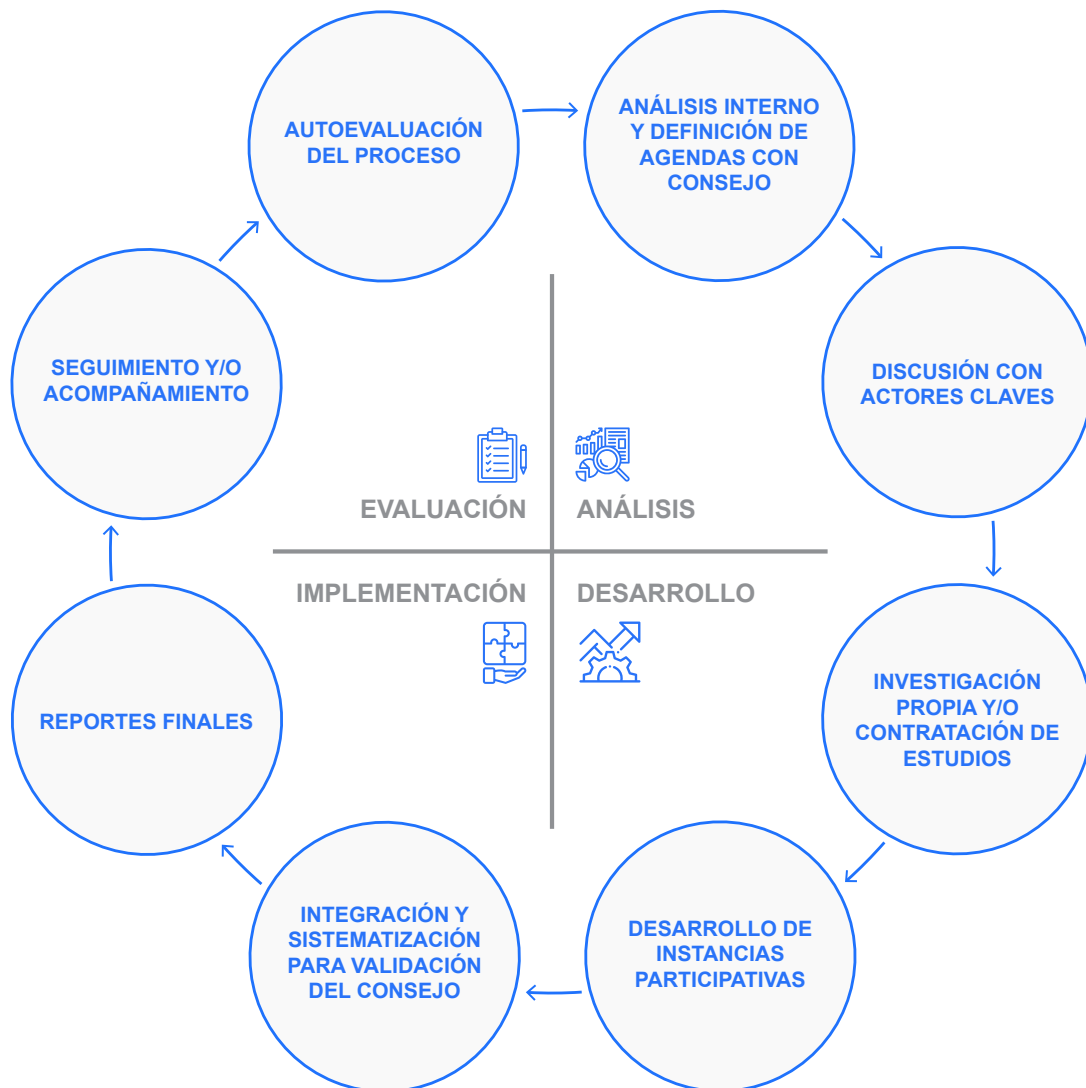 AUTOEVALUACIÓN
DEL PROCESO
ANÁLISIS INTERNO
Y DEFINICIÓN DE
AGENDAS CON
CONSEJO
DISCUSIÓN CON
ACTORES CLAVES
INVESTIGACIÓN
PROPIA Y/O
CONTRATACIÓN DE
ESTUDIOS
DESARROLLO DE
INSTANCIAS
PARTICIPATIVAS
INTEGRACIÓN Y
SISTEMATIZACIÓN
PARA VALIDACIÓN
DEL CONSEJO
REPORTES FINALES
SEGUIMIENTO Y/O
ACOMPAÑAMIENTO
EVALUACIÓN
ANÁLISIS
IMPLEMENTACIÓN
DESARROLLO